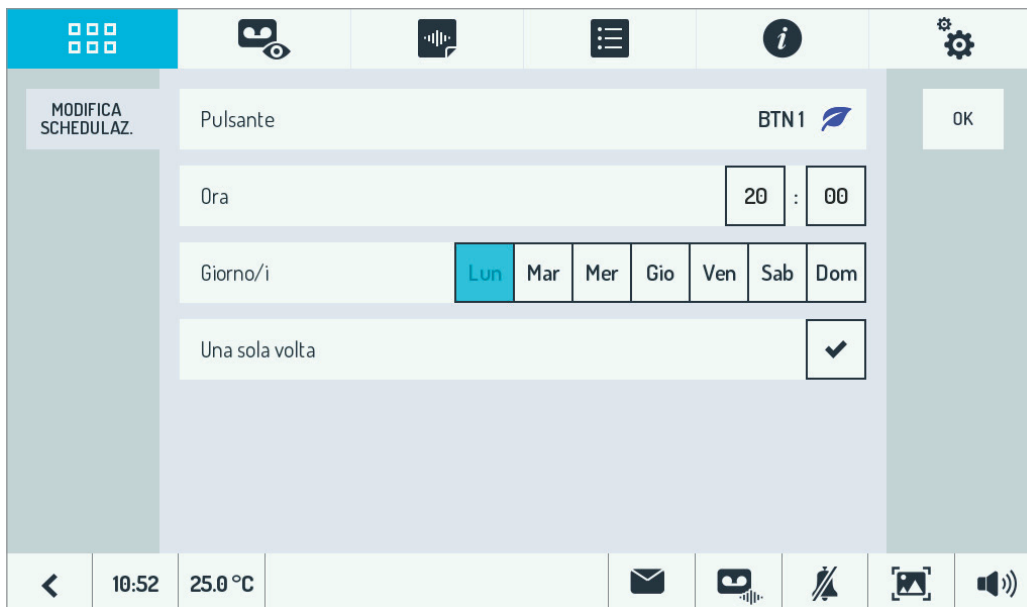 MODIFICA
SCHEDULAZ.
Pulsante BTN 1
OK
Ora 20 : 00
Giorno/i Lun Mar Mer Gio Ven Sab Dom
Una sola volta
10:52 25.0 °C